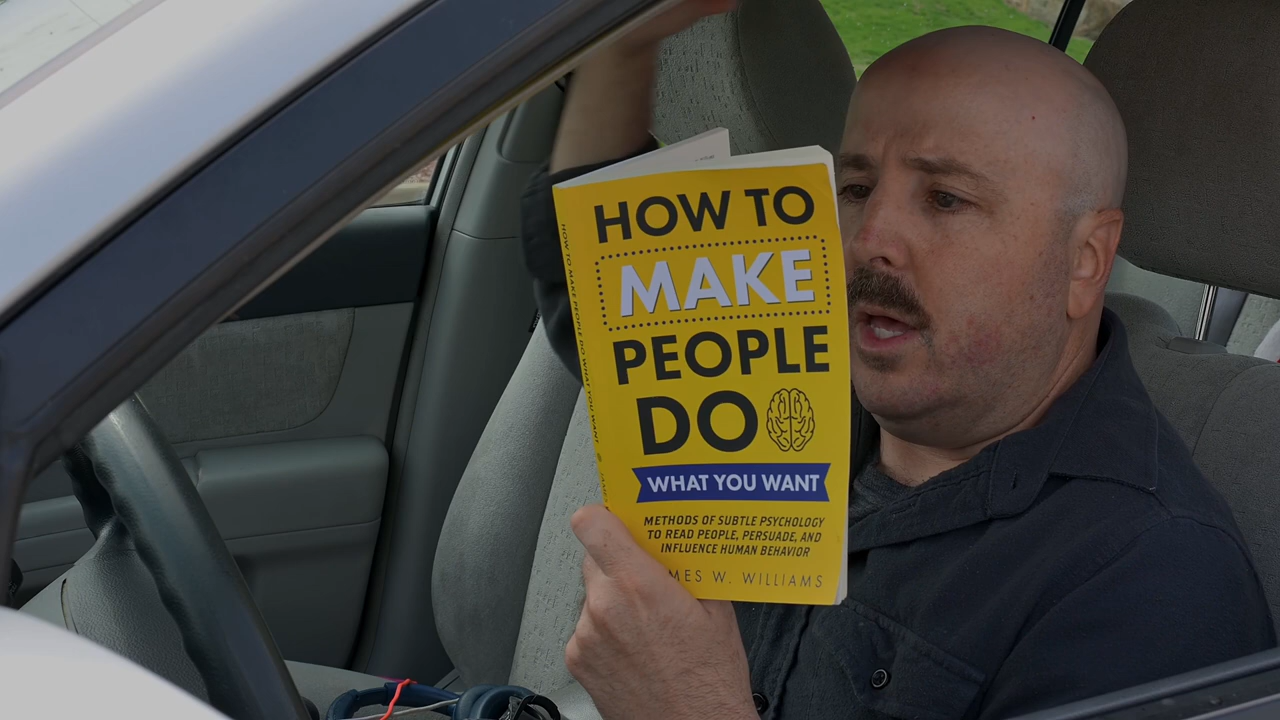 HOW TO
MAKE
PEOPLE
DO
WHAT YOU WANT
METHODS OF SUBTLE PSYCHOLOGY
TO READ PEOPLE, PERSUADE, AND
INFLUENCE HUMAN BEHAVIOR
W. WILLIAMS
HOW TO MAKE PEOPLE DO WHAT YOU WANT